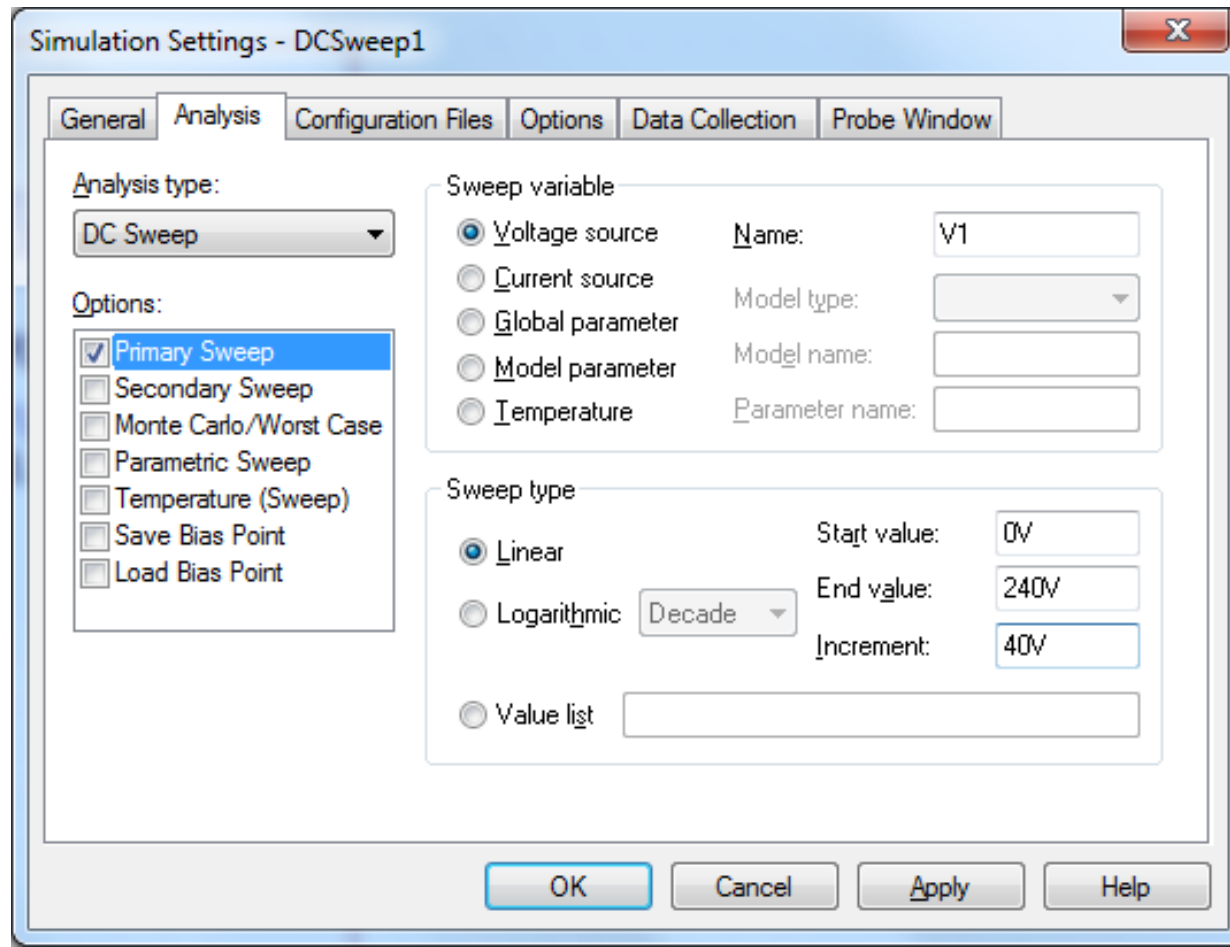 Simulation Settings - DCSweep1
General Analysis Configuration Files Options Data Collection Probe Window
Analysis type:
DC Sweep
Options:
Primary Sweep
Secondary Sweep
Monte Carlo/Worst Case
Parametric Sweep
Temperature (Sweep)
Save Bias Point
Load Bias Point
Sweep variable
Voltage source
Current source
Global parameter
Model parameter
Temperature
Name: V1
Model type:
Model name:
Parameter name:
Sweep type
Linear
Logarithmic Decade
Value list
Start value: 0V
End value: 240V
Increment: 40V
OK Cancel Apply Help